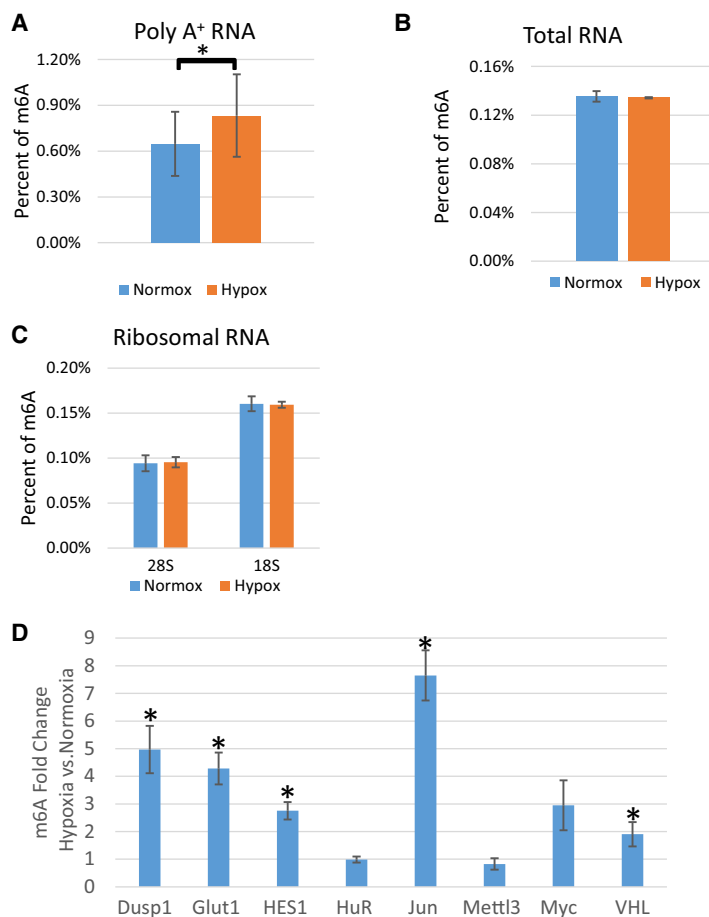 A
Poly A+ RNA
*
1.20%
0.90%
0.60%
0.30%
0.00%
Percent of m6A
Normox Hypox
B
Total RNA
0.16%
0.12%
0.08%
0.04%
0.00%
Percent of m6A
Normox Hypox
C
Ribosomal RNA
0.20%
0.15%
0.10%
0.05%
0.00%
Percent of m6A
28S 18S
Normox Hypox
D
9
8
7
6
5
4
3
2
1
0
m6A Fold Change
Hypoxia vs.Normoxia
* * * * *
Dusp1 Glut1 HES1 HuR Jun Mettl3 Myc VHL